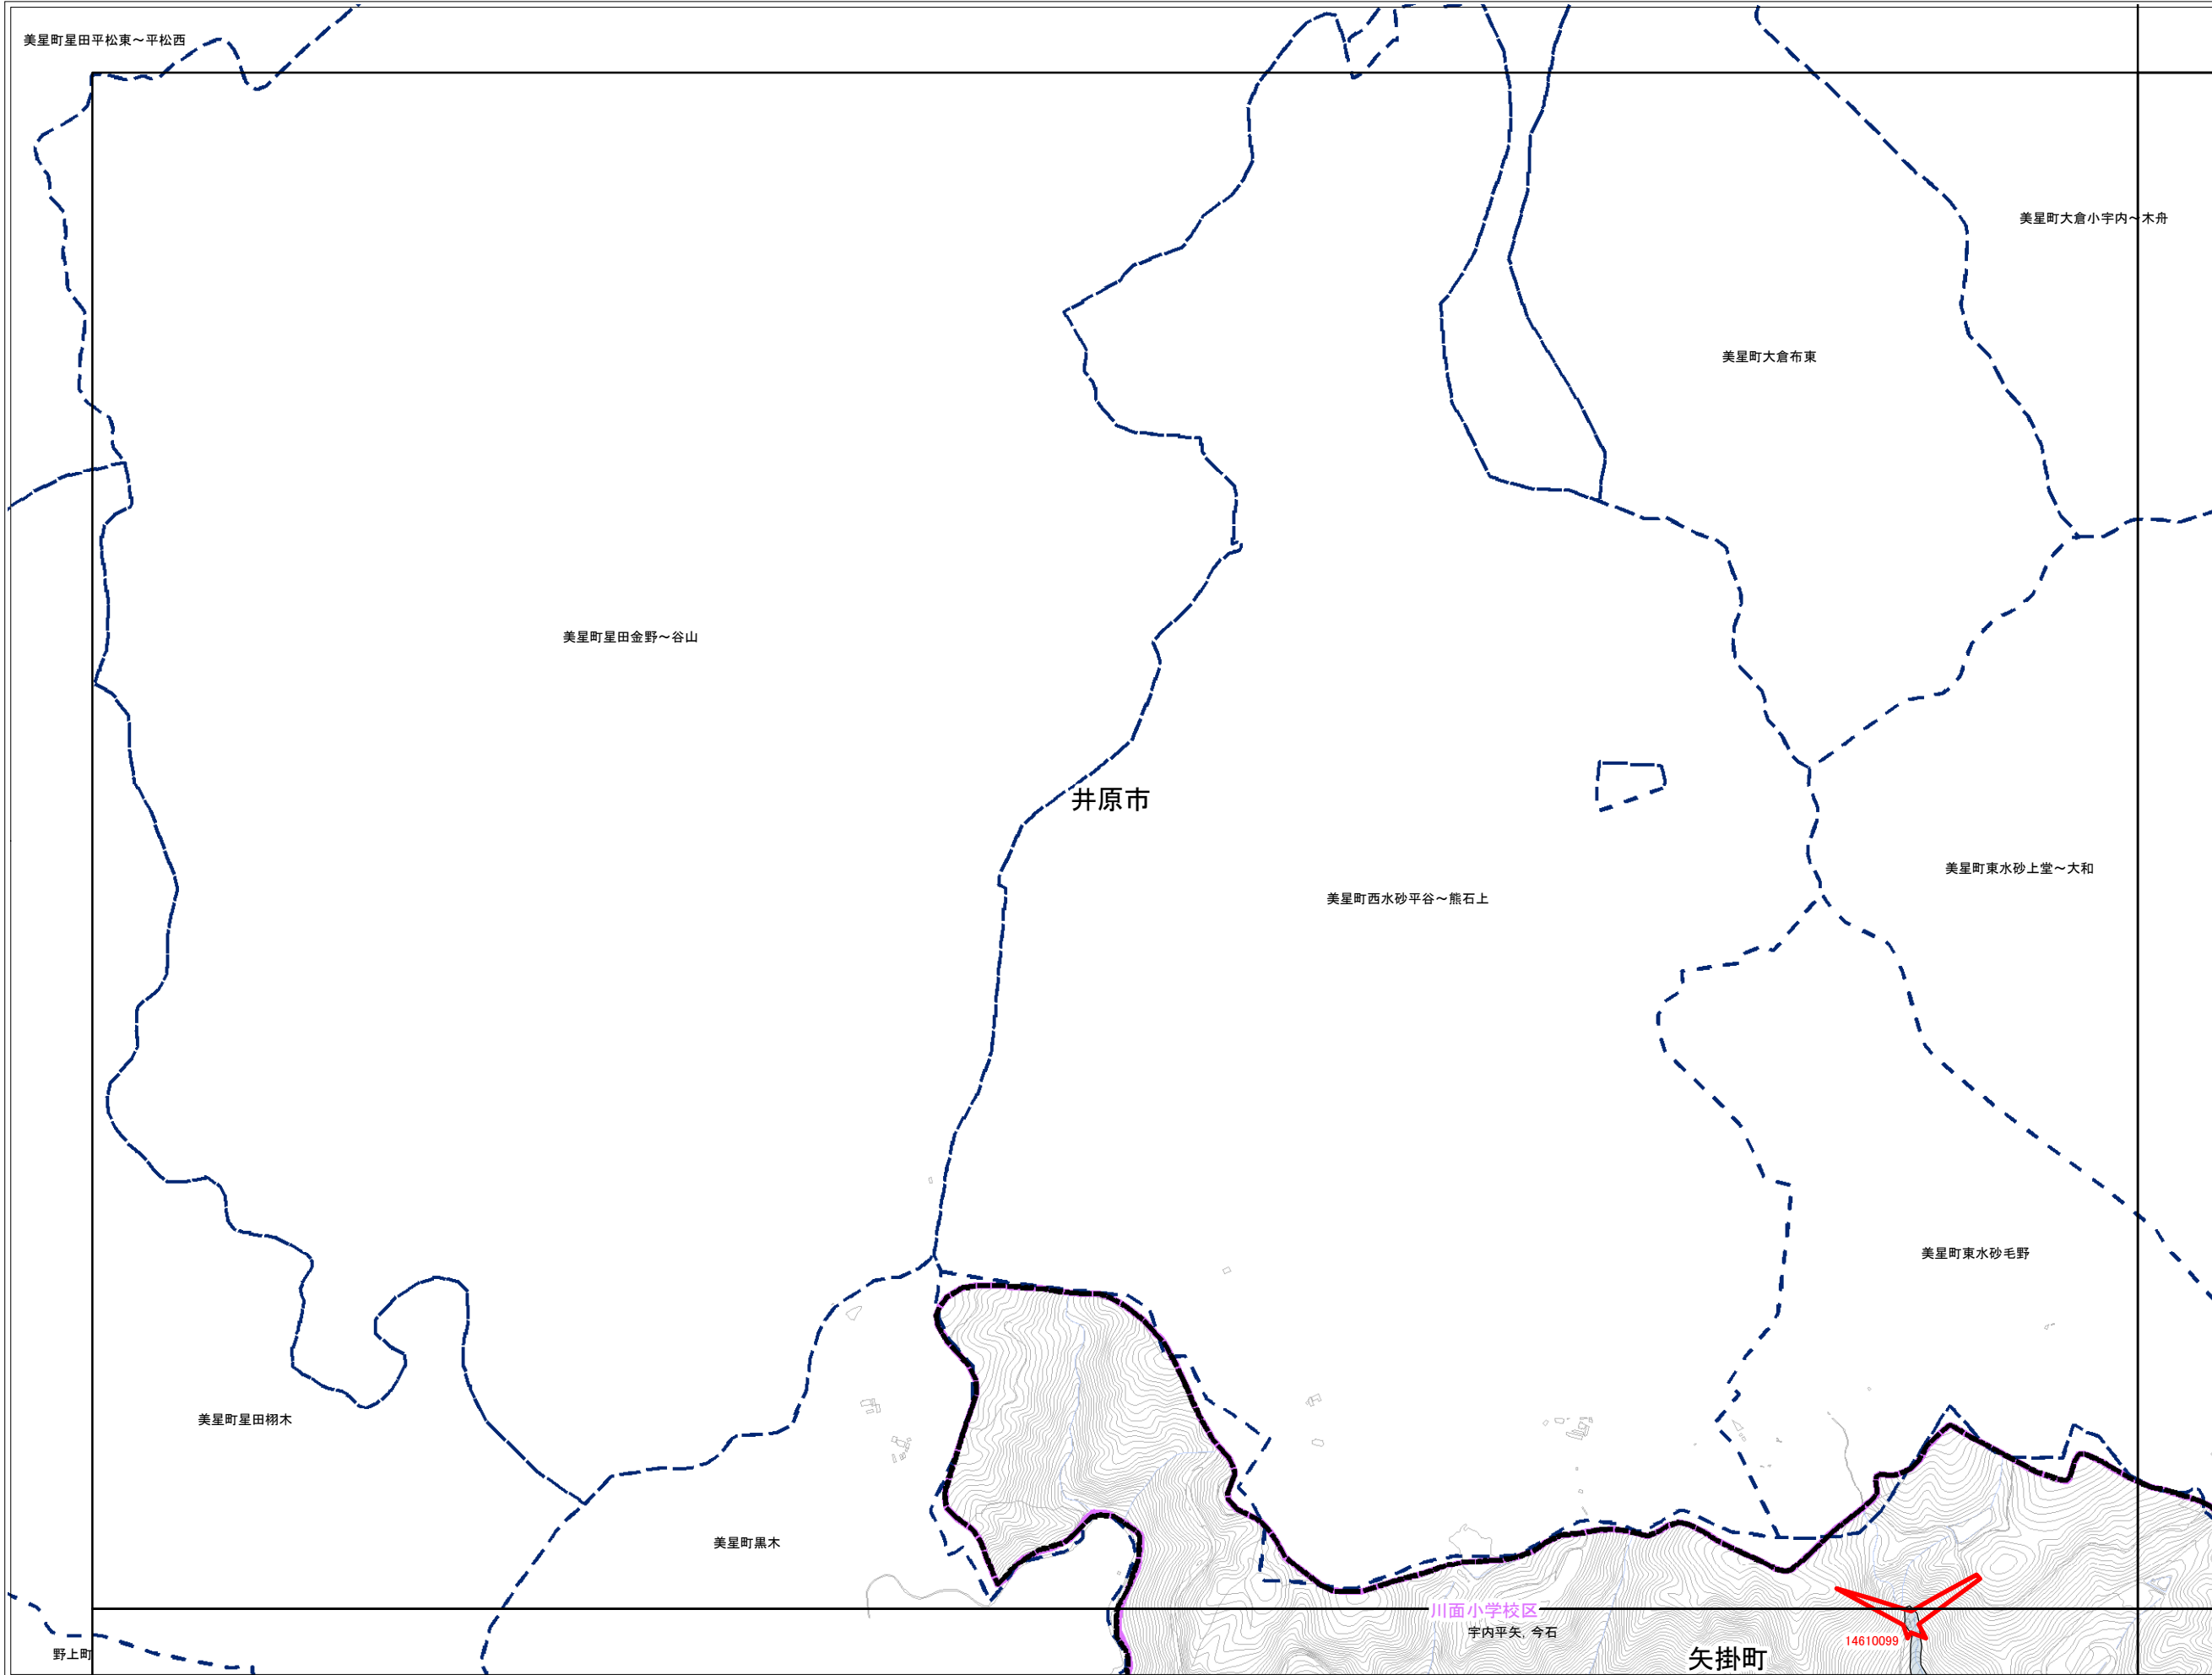 美星町星田平松東～平松西
美星町大倉小宇内～木舟
美星町大倉布東
美星町星田金野～谷山
井原市
美星町東水砂上堂～大和
美星町西水砂平谷～熊石上
美星町東水砂毛野
美星町星田栩木
美星町黒木
川面小学校区
宇内平矢, 今石
14610099
野上町
矢掛町